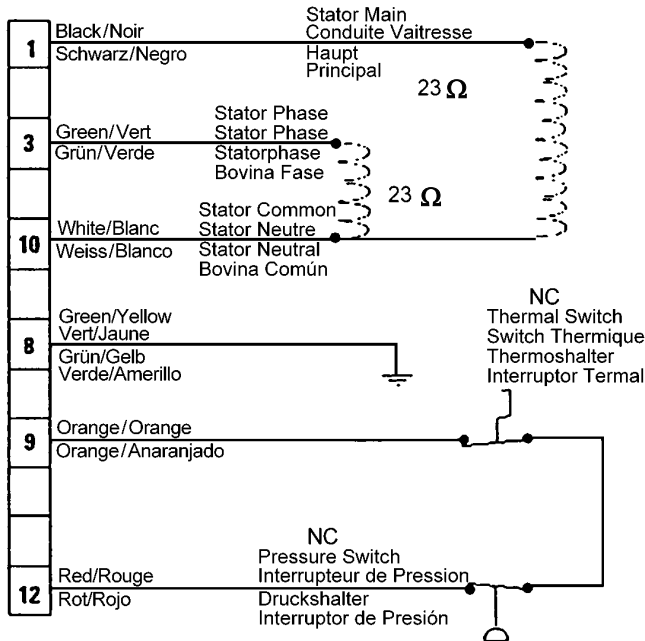 Stator Main
1
Black/Noir
Conduite Vaitresse
Schwarz/Negro
Haupt
Principal
23 Ω
Stator Phase
3
Green/Vert
Stator Phase
Grün/Verde
Statorphase
Bovina Fase
23 Ω
Stator Common
10
White/Blanc
Stator Neutre
Weiss/Blanco
Stator Neutral
Bovina Común
8
Green/Yellow
Vert/Jaune
Grün/Gelb
Verde/Amerillo
NC
Thermal Switch
Switch Thermique
Thermoshalter
Interruptor Termal
9
Orange/Orange
Orange/Anaranjado
NC
Pressure Switch
12
Red/Rouge
Interrupteur de Pression
Rot/Rojo
Druckshalter
Interruptor de Presión